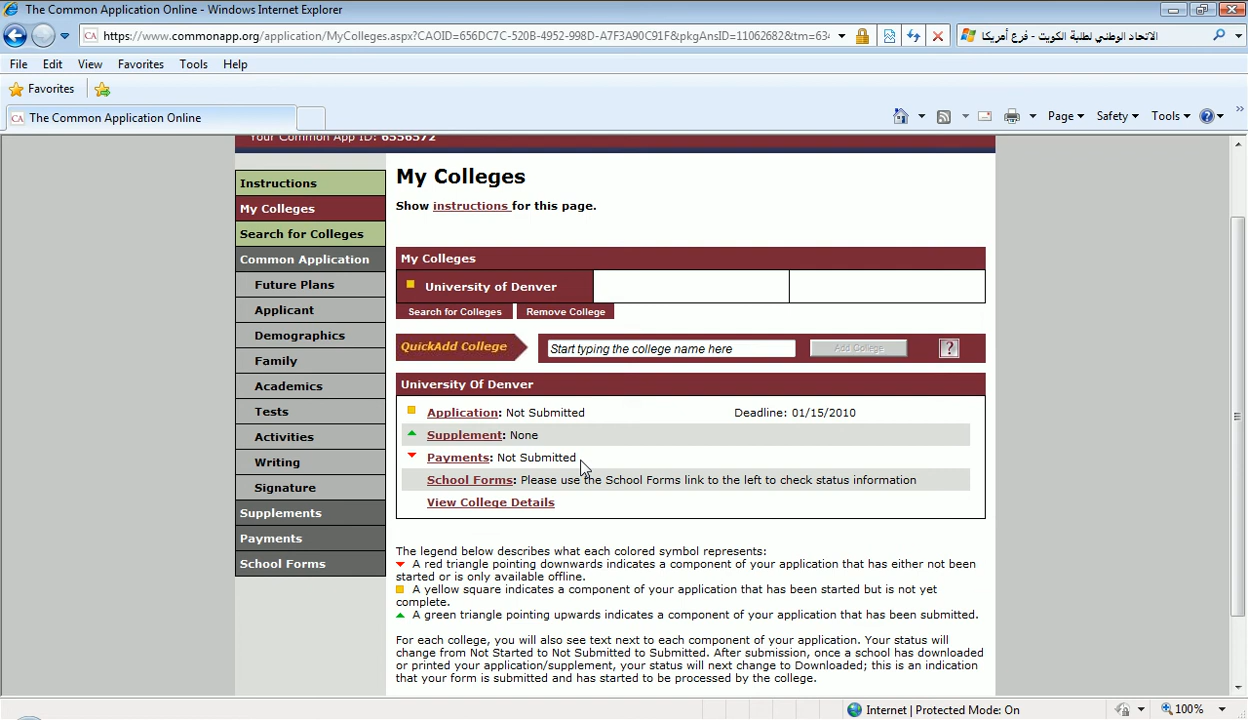 The Common Application Online - Windows Internet Explorer
CA https://www.commonapp.org/application/MyColleges.aspx?CAOID=656DC7C-520B-4952-998D-A7F3A90C91F&pkgAnsID=11062682&tm=634
الاتحاد الوطني لطلبة الكويت - فرع أمريكا
File Edit View Favorites Tools Help
Favorites
CA The Common Application Online
Page Safety Tools
Your Common App ID: 6556572
Instructions
My Colleges
Search for Colleges
Common Application
Future Plans
Applicant
Demographics
Family
Academics
Tests
Activities
Writing
Signature
Supplements
Payments
School Forms
My Colleges
Show instructions for this page.
My Colleges
University of Denver
Search for Colleges Remove College
QuickAdd College Start typing the college name here Add College ?
University Of Denver
Application: Not Submitted Deadline: 01/15/2010
Supplement: None
Payments: Not Submitted
School Forms: Please use the School Forms link to the left to check status information
View College Details
The legend below describes what each colored symbol represents:
A red triangle pointing downwards indicates a component of your application that has either not been
started or is only available offline.
A yellow square indicates a component of your application that has been started but is not yet
complete.
A green triangle pointing upwards indicates a component of your application that has been submitted.
For each college, you will also see text next to each component of your application. Your status will
change from Not Started to Not Submitted to Submitted. After submission, once a school has downloaded
or printed your application/supplement, your status will next change to Downloaded; this is an indication
that your form is submitted and has started to be processed by the college.
Internet | Protected Mode: On
100%